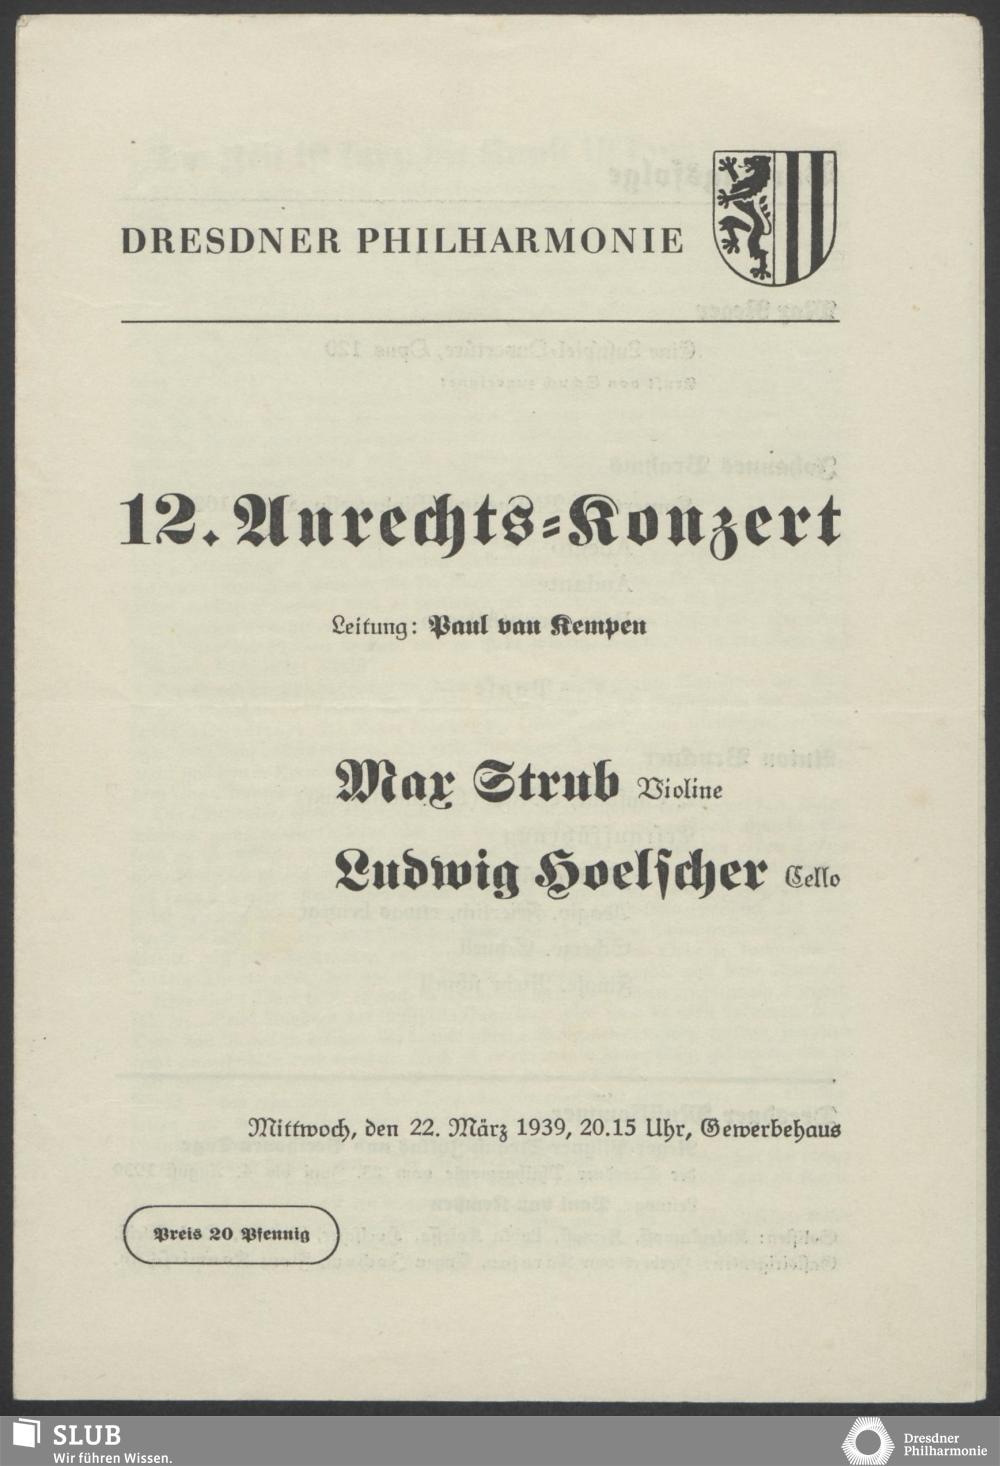 DRESDNER PHILHARMONIE
12. Anrechts-Konzert
Leitung: Paul van Kempen
Max Strub Violine
Ludwig Hoelscher Cello
Mittwoch, den 22. März 1939, 20.15 Uhr, Gewerbehaus
Preis 20 Pfennig
SLUB
Wir führen Wissen.
Dresdner
Philharmonie